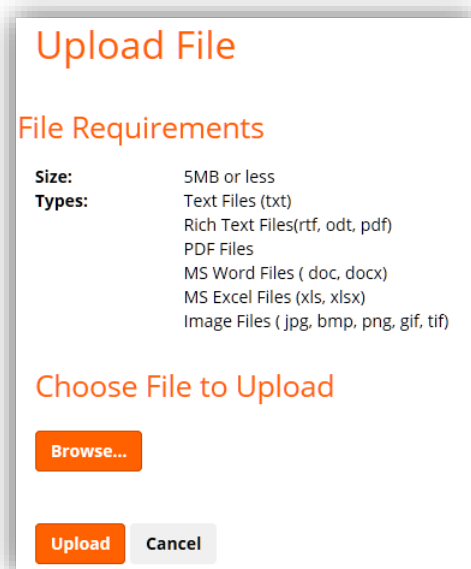 Upload File
File Requirements
Size: 5MB or less
Types: Text Files (txt)
Rich Text Files(rtf, odt, pdf)
PDF Files
MS Word Files ( doc, docx)
MS Excel Files (xls, xlsx)
Image Files ( jpg, bmp, png, gif, tif)
Choose File to Upload
Browse...
Upload Cancel